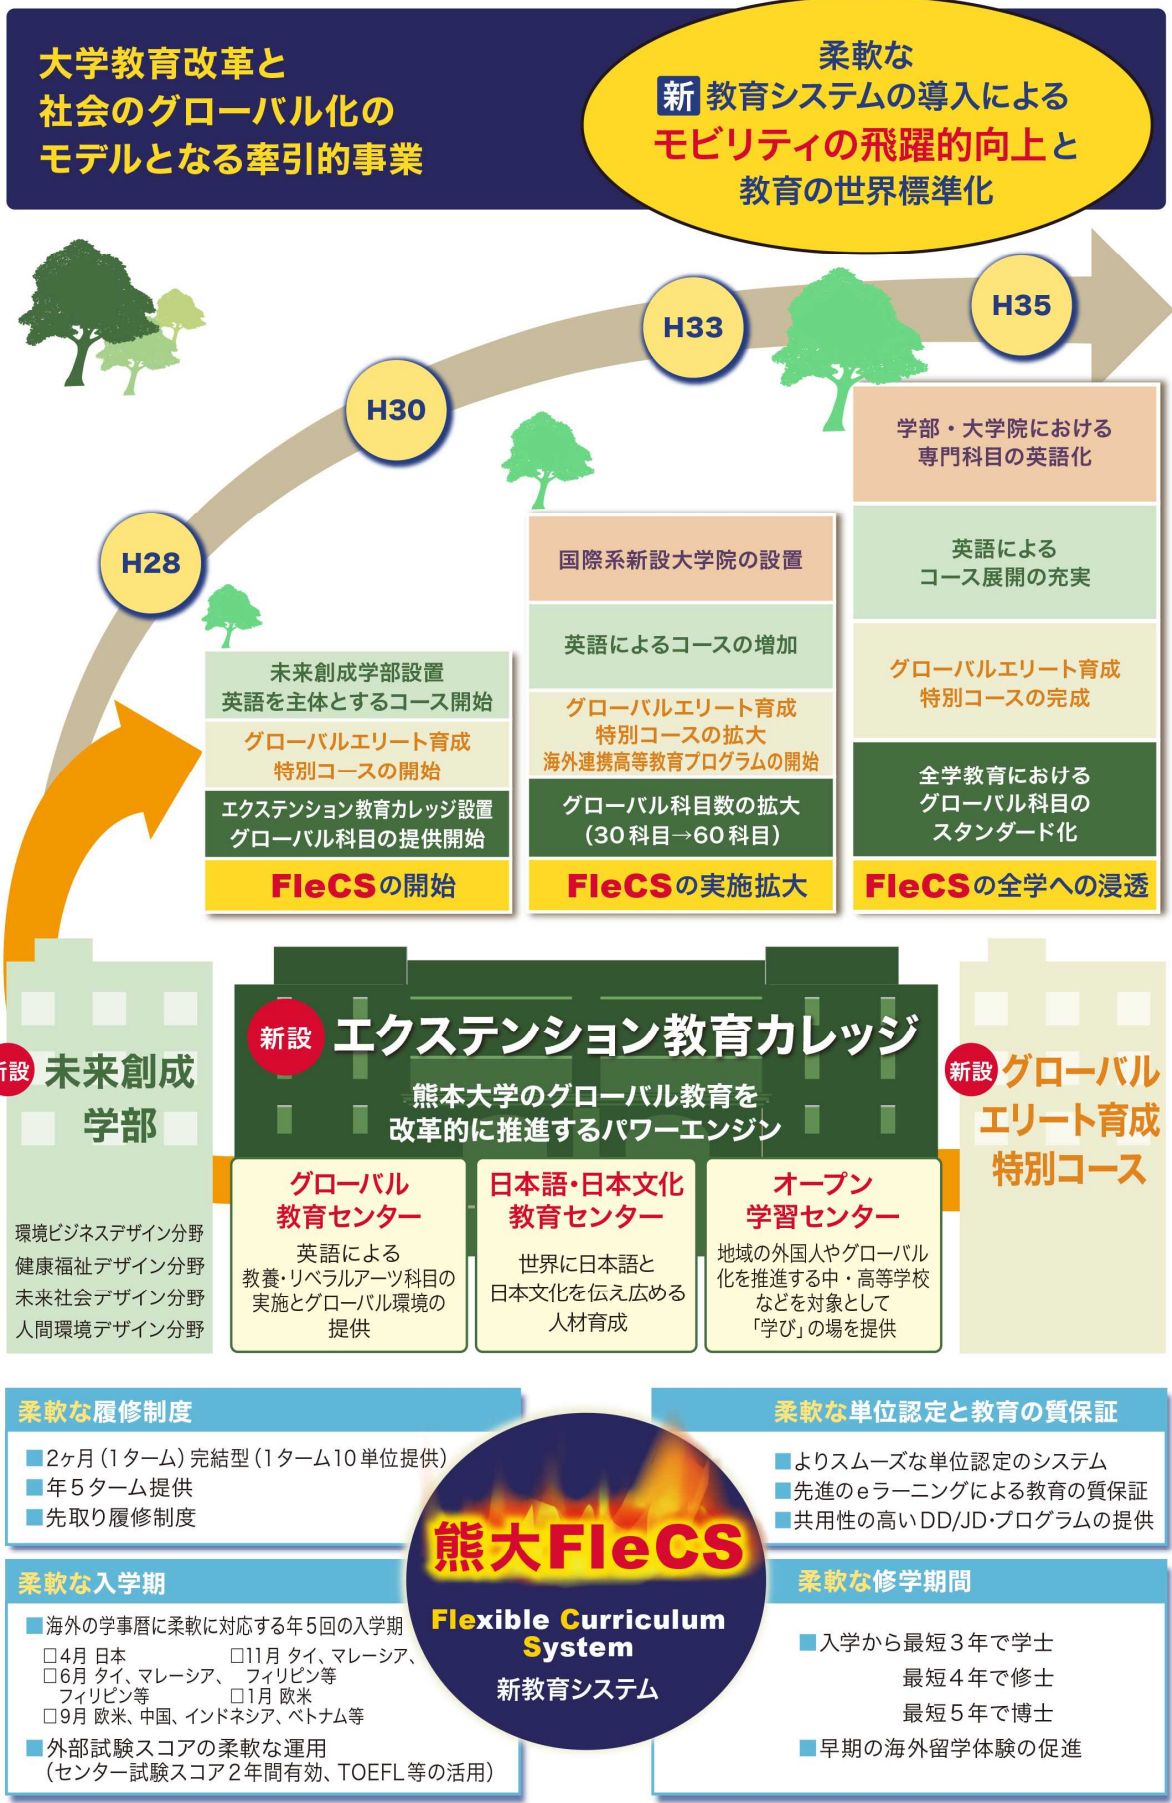 大学教育改革と
社会のグローバル化の
モデルとなる牽引的事業
柔軟な
新 教育システムの導入による
モビリティの飛躍的向上と
教育の世界標準化
H28
H30
H33
H35
未来創成学部設置
英語を主体とするコース開始
グローバルエリート育成
特別コースの開始
エクステンション教育カレッジ設置
グローバル科目の提供開始
FleCSの開始
国際系新設大学院の設置
英語によるコースの増加
グローバルエリート育成
特別コースの拡大
海外連携高等教育プログラムの開始
グローバル科目数の拡大
(30科目→60科目)
FleCSの実施拡大
学部・大学院における
専門科目の英語化
英語による
コース展開の充実
グローバルエリート育成
特別コースの完成
全学教育における
グローバル科目の
スタンダード化
FleCSの全学への浸透
新設 未来創成
学部
環境ビジネスデザイン分野
健康福祉デザイン分野
未来社会デザイン分野
人間環境デザイン分野
新設 エクステンション教育カレッジ
熊本大学のグローバル教育を
改革的に推進するパワーエンジン
グローバル
教育センター
英語による
教養・リベラルアーツ科目の
実施とグローバル環境の
提供
日本語・日本文化
教育センター
世界に日本語と
日本文化を伝え広める
人材育成
オープン
学習センター
地域の外国人やグローバル
化を推進する中・高等学校
などを対象として
「学び」の場を提供
新設 グローバル
エリート育成
特別コース
柔軟な履修制度
■2ヶ月(1ターム)完結型(1ターム10単位提供)
■年5ターム提供
■先取り履修制度
柔軟な単位認定と教育の質保証
■よりスムーズな単位認定のシステム
■先進のeラーニングによる教育の質保証
■共用性の高いDD/JD・プログラムの提供
熊大FleCS
Flexible Curriculum
System
新教育システム
柔軟な入学期
■海外の学事暦に柔軟に対応する年5回の入学期
□4月 日本
□6月 タイ、マレーシア、
フィリピン等
□9月 欧米、中国、インドネシア、ベトナム等
□11月 タイ、マレーシア、
フィリピン等
□1月 欧米
■外部試験スコアの柔軟な運用
(センター試験スコア2年間有効、TOEFL等の活用)
柔軟な修学期間
■入学から最短3年で学士
最短4年で修士
最短5年で博士
■早期の海外留学体験の促進